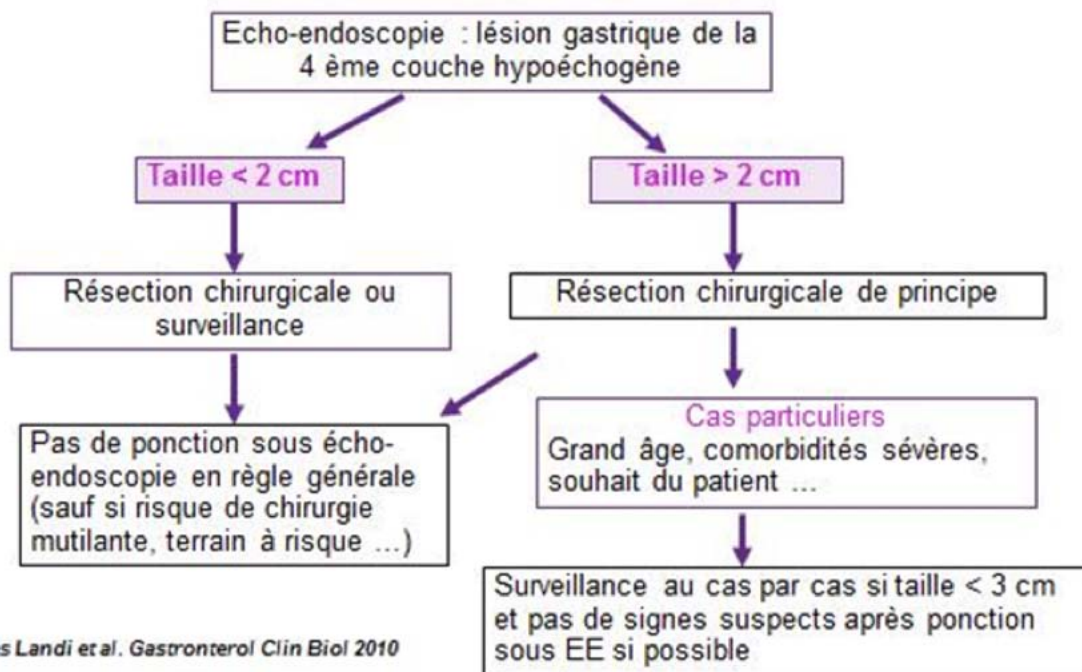 Echo-endoscopie : lésion gastrique de la
4 ème couche hypoéchogène
Taille < 2 cm
Taille > 2 cm
Résection chirurgicale ou
surveillance
Résection chirurgicale de principe
Pas de ponction sous écho-
endoscopie en règle générale
(sauf si risque de chirurgie
mutilante, terrain à risque ...)
Cas particuliers
Grand âge, comorbidités sévères,
souhait du patient ...
Surveillance au cas par cas si taille < 3 cm
et pas de signes suspects après ponction
sous EE si possible
s Landi et al. Gastronterol Clin Biol 2010